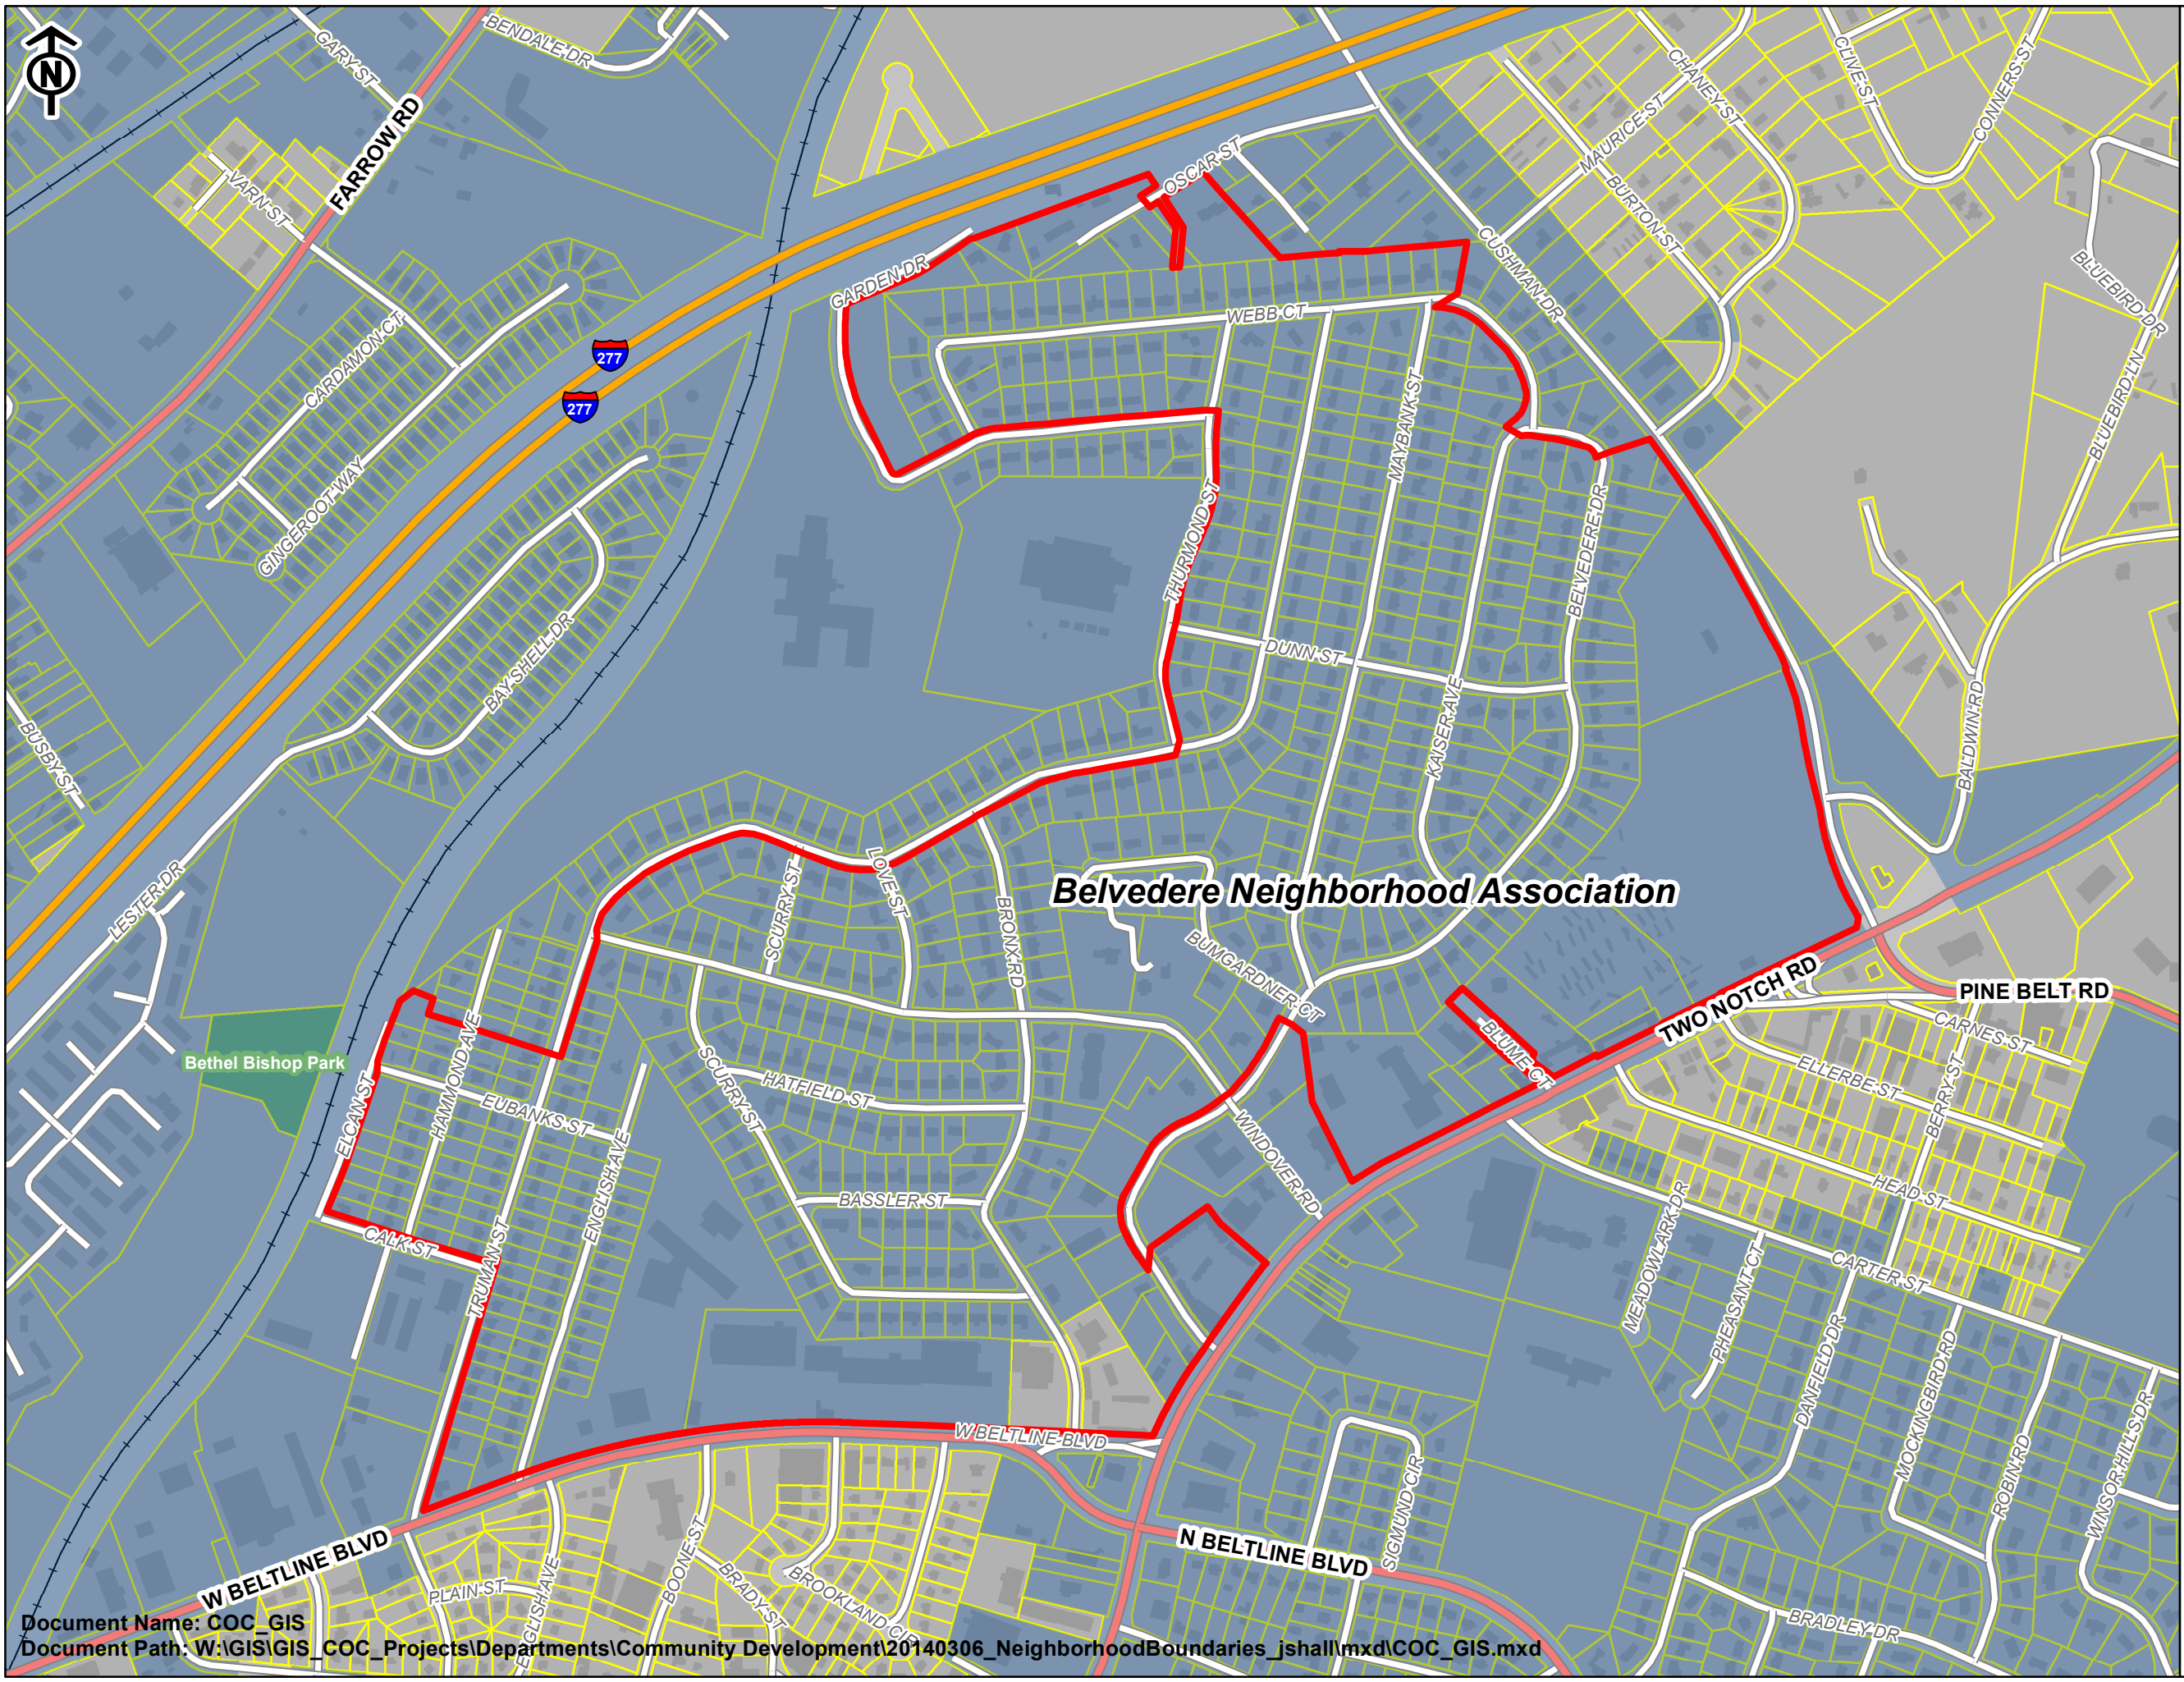 N
GARY ST
BENDALE DR
FARROW RD
VARN ST
CARDAMON CT
GINGEROOT WAY
277
277
BAYSHELL DR
BUSBY ST
LESTER DR
GARDEN DR
OSCAR ST
CUSHMAN DR
CHANEY ST
MAURICE ST
BURTON ST
CLIVE ST
CONNERS ST
BLUEBIRD DR
BLUEBIRD LN
BALDWIN RD
WEBB CT
MAYBANK ST
THURMOND ST
BELVEDERE DR
DUNN ST
KAISER AVE
LOVE ST
SCURRY ST
BRONX RD
Belvedere Neighborhood Association
BUMGARDNER CT
BLUME CT
TWO NOTCH RD
PINE BELT RD
CARNES ST
ELLERBE ST
BERRY ST
HEAD ST
CARTER ST
MEADOWLARK DR
PHEASANT CT
DANFIELD DR
MOCKINGBIRD RD
ROBIN RD
WINSOR HILLS DR
BRADLEY DR
Bethel Bishop Park
ELCAN ST
HAMMOND AVE
EUBANKS ST
ENGLISH AVE
CALK ST
TRUMAN ST
SCURRY ST
HATFIELD ST
BASSLER ST
WINDOVER RD
W BELTLINE BLVD
N BELTLINE BLVD
SIGMUND CIR
W BELTLINE BLVD
PLAIN ST
ENGLISH AVE
BOONE ST
BRADY ST
BROOKLAND CIR
Document Name: COC_GIS
Document Path: W:\GIS\GIS_COC_Projects\Departments\Community Development\20140306_NeighborhoodBoundaries_jshall\mxd\COC_GIS.mxd